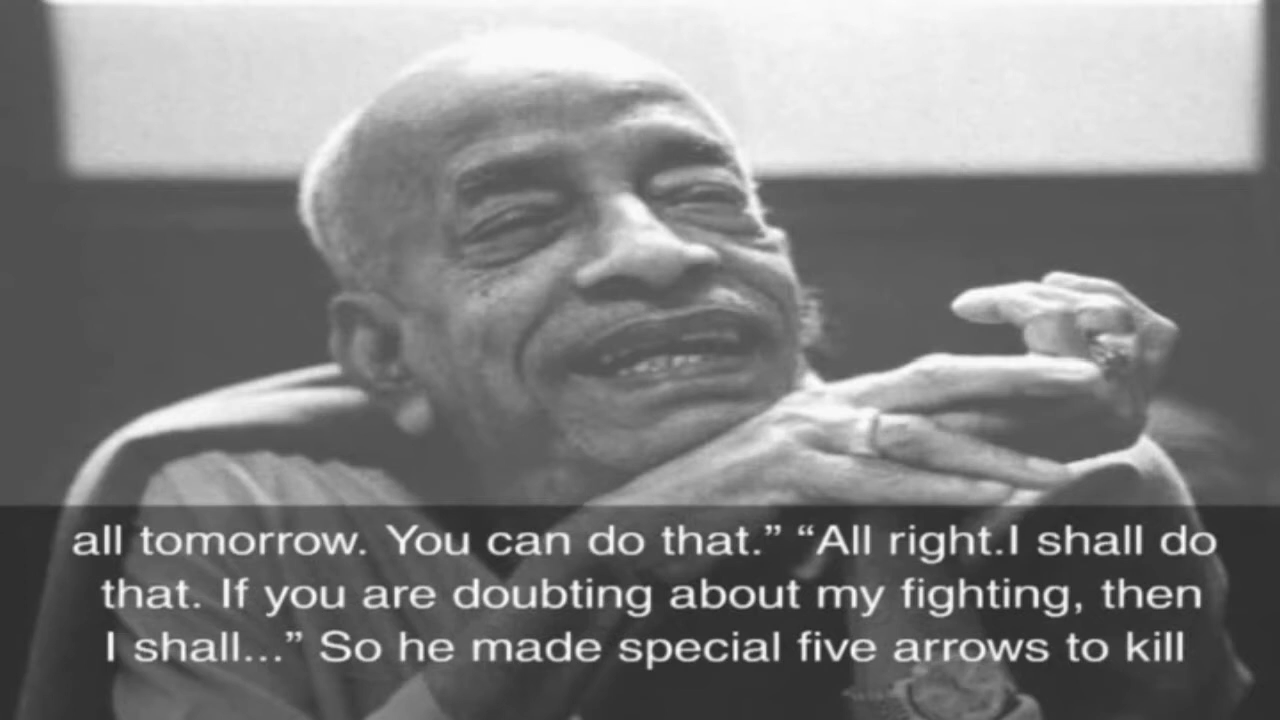 all tomorrow. You can do that.” “All right.I shall do
that. If you are doubting about my fighting, then
I shall...” So he made special five arrows to kill